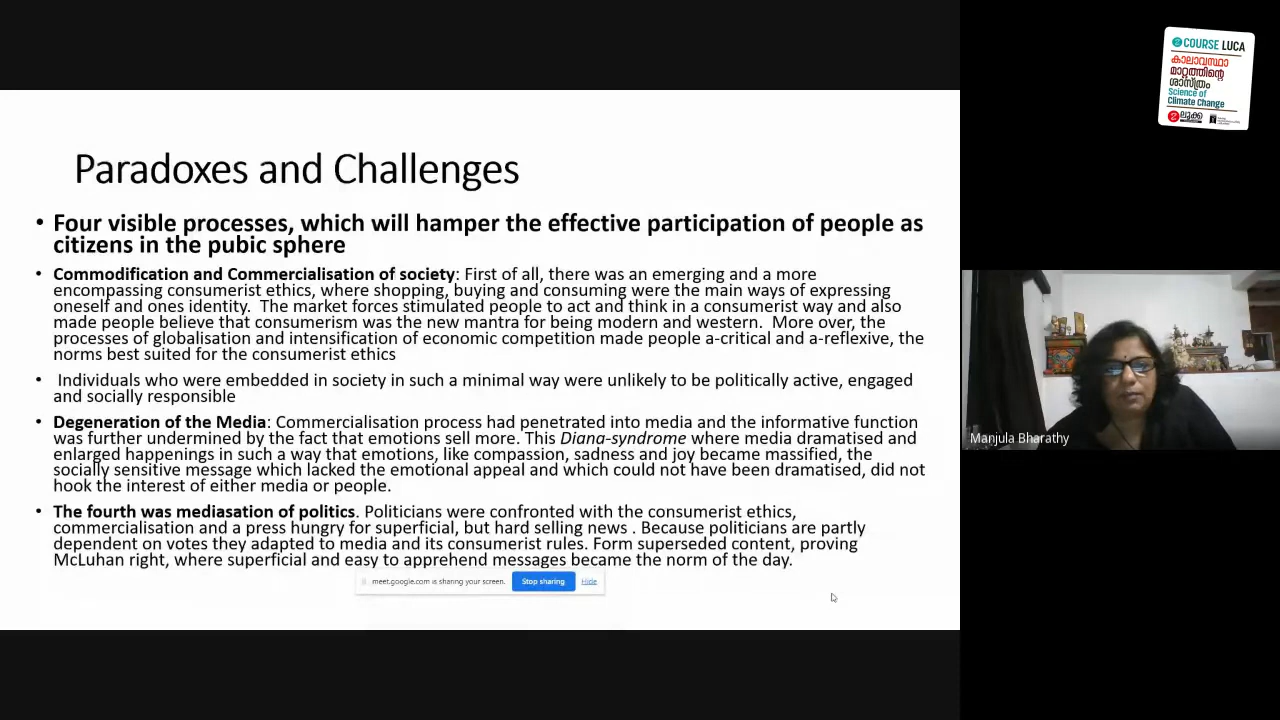 Paradoxes and Challenges
• Four visible processes, which will hamper the effective participation of people as
citizens in the pubic sphere
• Commodification and Commercialisation of society: First of all, there was an emerging and a more
encompassing consumerist ethics, where shopping, buying and consuming were the main ways of expressing
oneself and ones identity. The market forces stimulated people to act and think in a consumerist way and also
made people believe that consumerism was the new mantra for being modern and western. More over, the
processes of globalisation and intensification of economic competition made people a-critical and a-reflexive, the
norms best suited for the consumerist ethics
• Individuals who were embedded in society in such a minimal way were unlikely to be politically active, engaged
and socially responsible
• Degeneration of the Media: Commercialisation process had penetrated into media and the informative function
was further undermined by the fact that emotions sell more. This Diana-syndrome where media dramatised and
enlarged happenings in such a way that emotions, like compassion, sadness and joy became massified, the
socially sensitive message which lacked the emotional appeal and which could not have been dramatised, did not
hook the interest of either media or people.
• The fourth was mediasation of politics. Politicians were confronted with the consumerist ethics,
commercialisation and a press hungry for superficial, but hard selling news . Because politicians are partly
dependent on votes they adapted to media and its consumerist rules. Form superseded content, proving
McLuhan right, where superficial and easy to apprehend messages became the norm of the day.
meet.google.com is sharing your screen. Stop sharing Hide
COURSE LUCA
കാലാവസ്ഥാ
മാറ്റത്തിന്റെ
ശാസ്ത്രം
Science of
Climate Change
ലൂക്ക
Manjula Bharathy